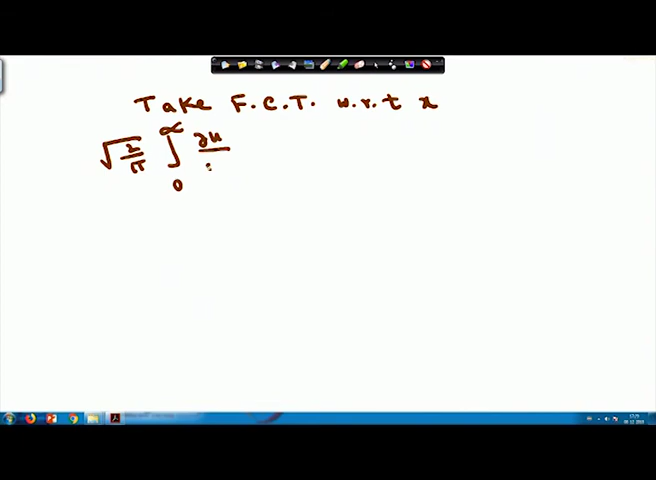 Take F.C.T. w.r.t x
√(2/π) ∫₀^∞ ∂u/